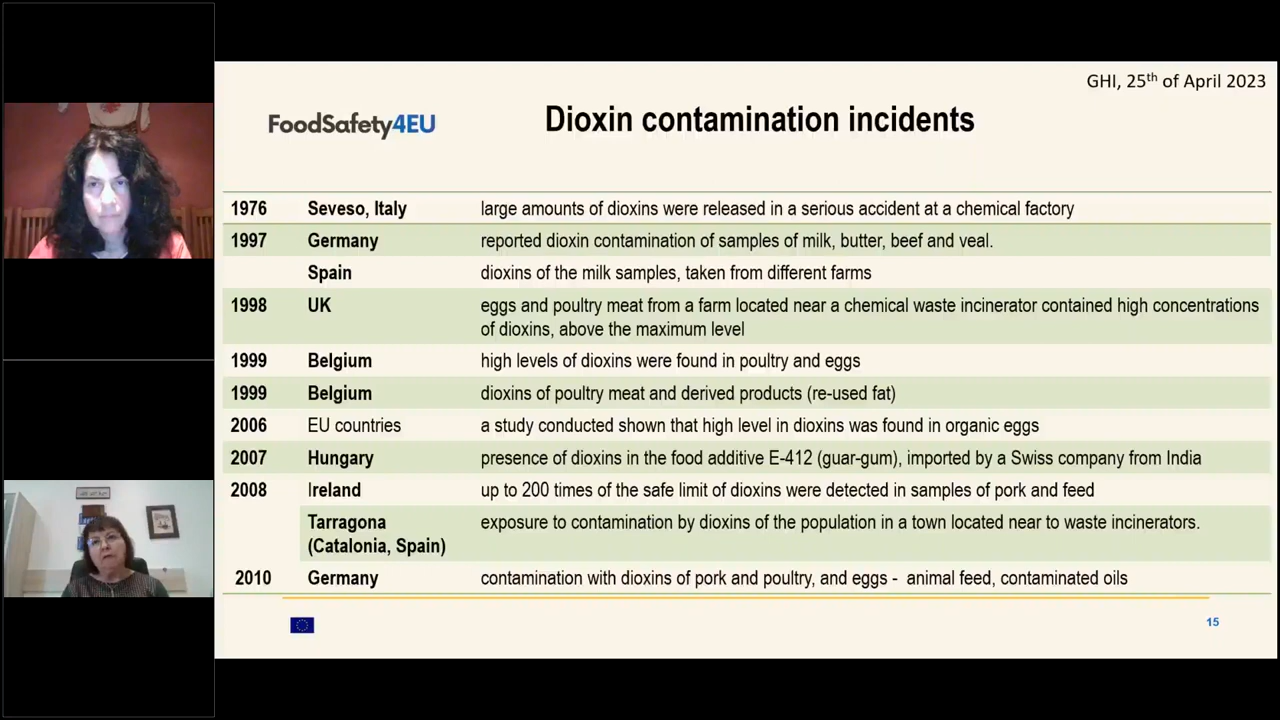 GHI, 25th of April 2023
FoodSafety4EU
Dioxin contamination incidents
1976 Seveso, Italy large amounts of dioxins were released in a serious accident at a chemical factory
1997 Germany reported dioxin contamination of samples of milk, butter, beef and veal.
Spain dioxins of the milk samples, taken from different farms
1998 UK eggs and poultry meat from a farm located near a chemical waste incinerator contained high concentrations
of dioxins, above the maximum level
1999 Belgium high levels of dioxins were found in poultry and eggs
1999 Belgium dioxins of poultry meat and derived products (re-used fat)
2006 EU countries a study conducted shown that high level in dioxins was found in organic eggs
2007 Hungary presence of dioxins in the food additive E-412 (guar-gum), imported by a Swiss company from India
2008 Ireland up to 200 times of the safe limit of dioxins were detected in samples of pork and feed
Tarragona exposure to contamination by dioxins of the population in a town located near to waste incinerators.
(Catalonia, Spain)
2010 Germany contamination with dioxins of pork and poultry, and eggs - animal feed, contaminated oils
15